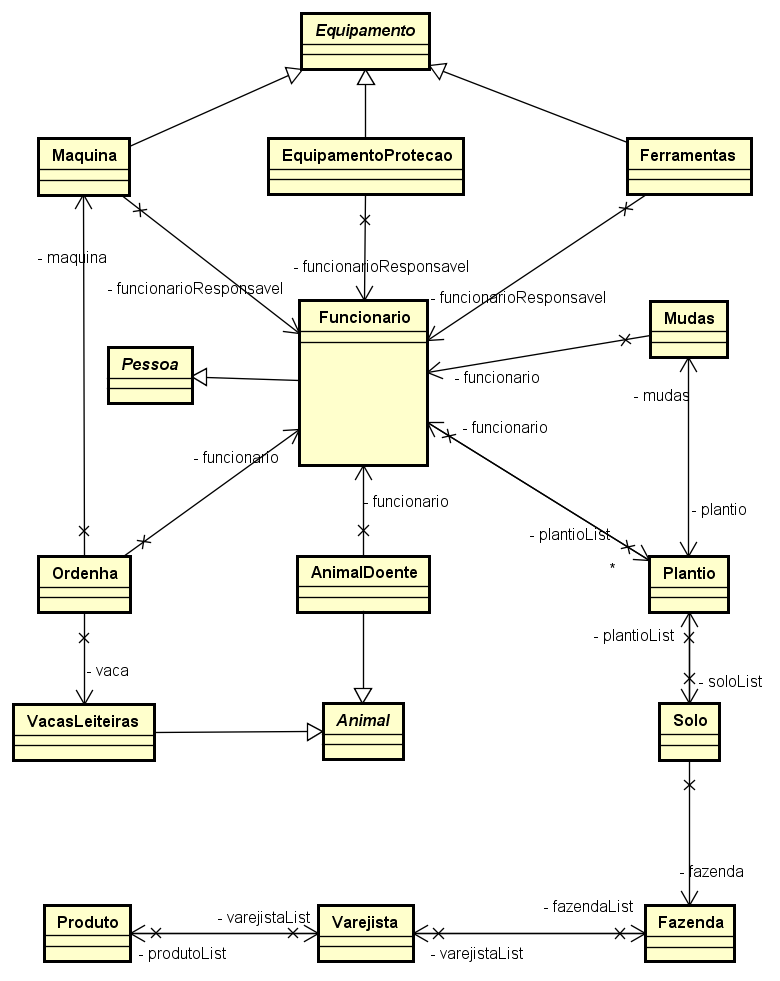 Equipamento
Maquina
EquipamentoProtecao
Ferramentas
- maquina
- funcionarioResponsavel
- funcionarioResponsavel
- funcionarioResponsavel
Funcionario
Mudas
Pessoa
- funcionario
- mudas
- funcionario
- funcionario
- funcionario
- plantio
- plantioList
*
Ordenha
AnimalDoente
Plantio
- plantioList
- vaca
- soloList
VacasLeiteiras
Animal
Solo
- fazenda
- fazendaList
- varejistaList
Produto
Varejista
Fazenda
- produtoList
- varejistaList